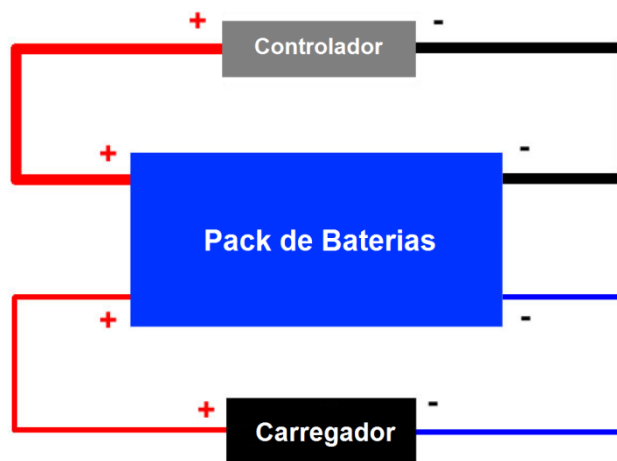 + -
Controlador
+ -
Pack de Baterias
+ -
+ -
Carregador